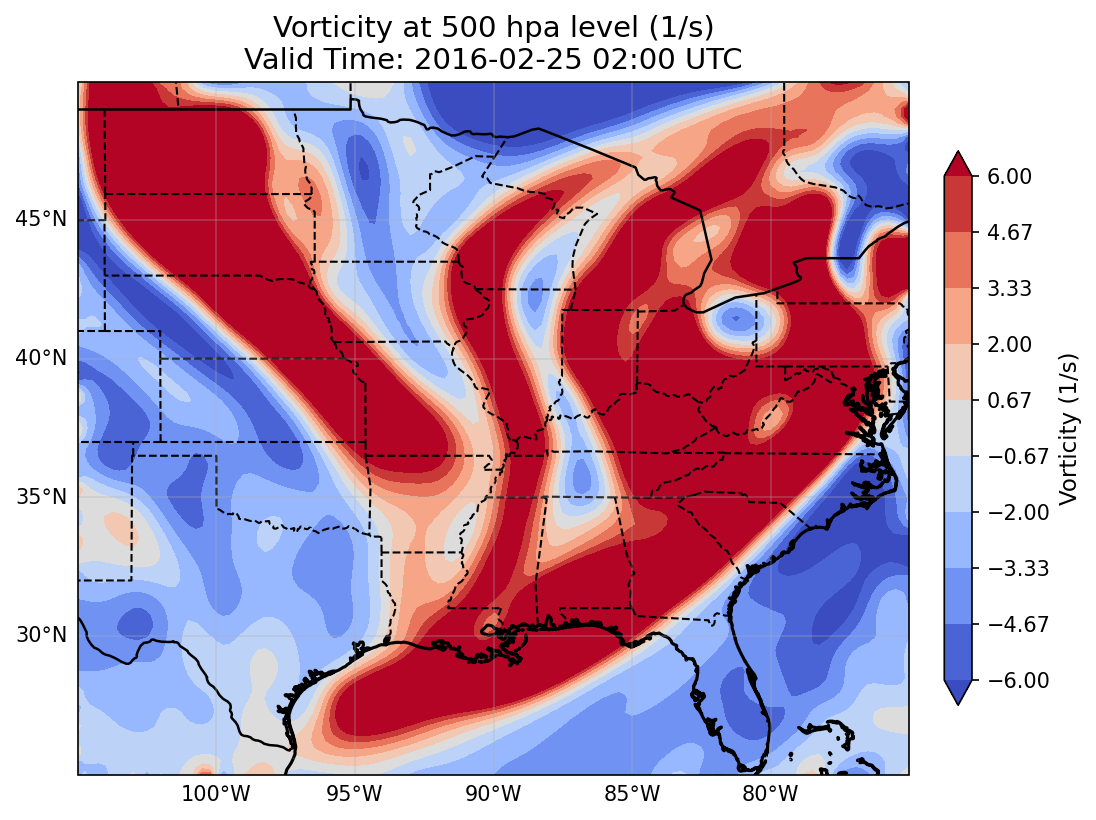 Vorticity at 500 hpa level (1/s)
Valid Time: 2016-02-25 02:00 UTC
45°N
40°N
35°N
30°N
100°W
95°W
90°W
85°W
80°W
6.00
4.67
3.33
2.00
0.67
−0.67
−2.00
−3.33
−4.67
−6.00
Vorticity (1/s)